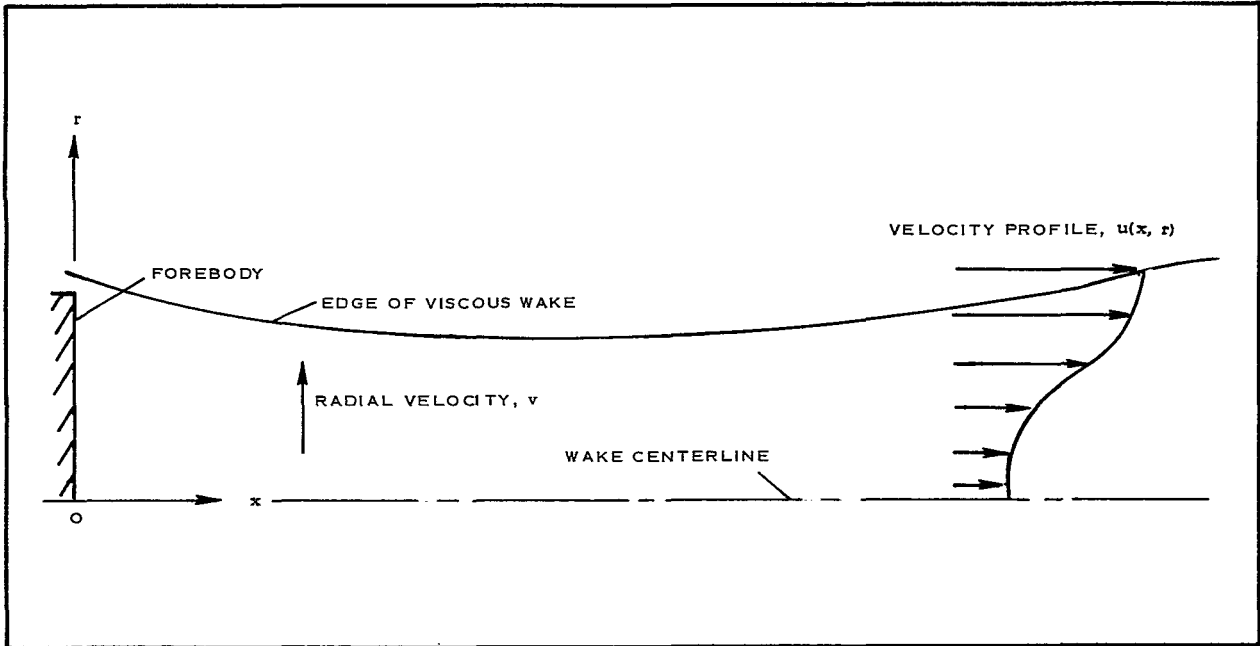 r
VELOCITY PROFILE, u(x, r)
FOREBODY
EDGE OF VISCOUS WAKE
RADIAL VELOCITY, v
WAKE CENTERLINE
x
O